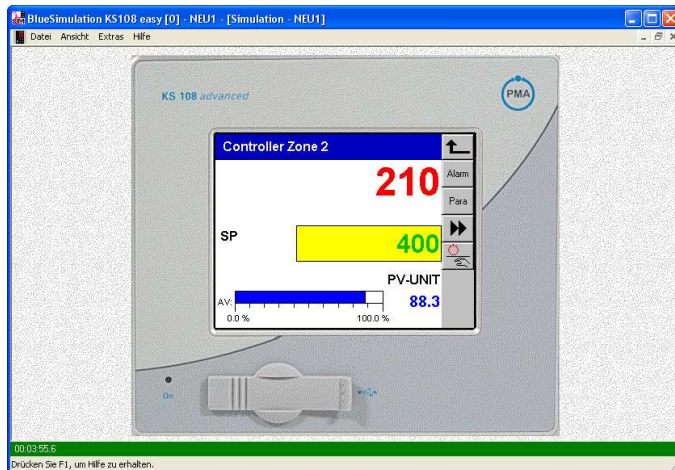 BlueSimulation KS108 easy [0] - NEU1 - [Simulation - NEU1]
Datei Ansicht Extras Hilfe
KS 108 advanced
PMA
Controller Zone 2
210
Alarm
Para
SP
400
PV-UNIT
AV:
88.3
0.0 %
100.0 %
On
00:03:55.6
Drücken Sie F1, um Hilfe zu erhalten.